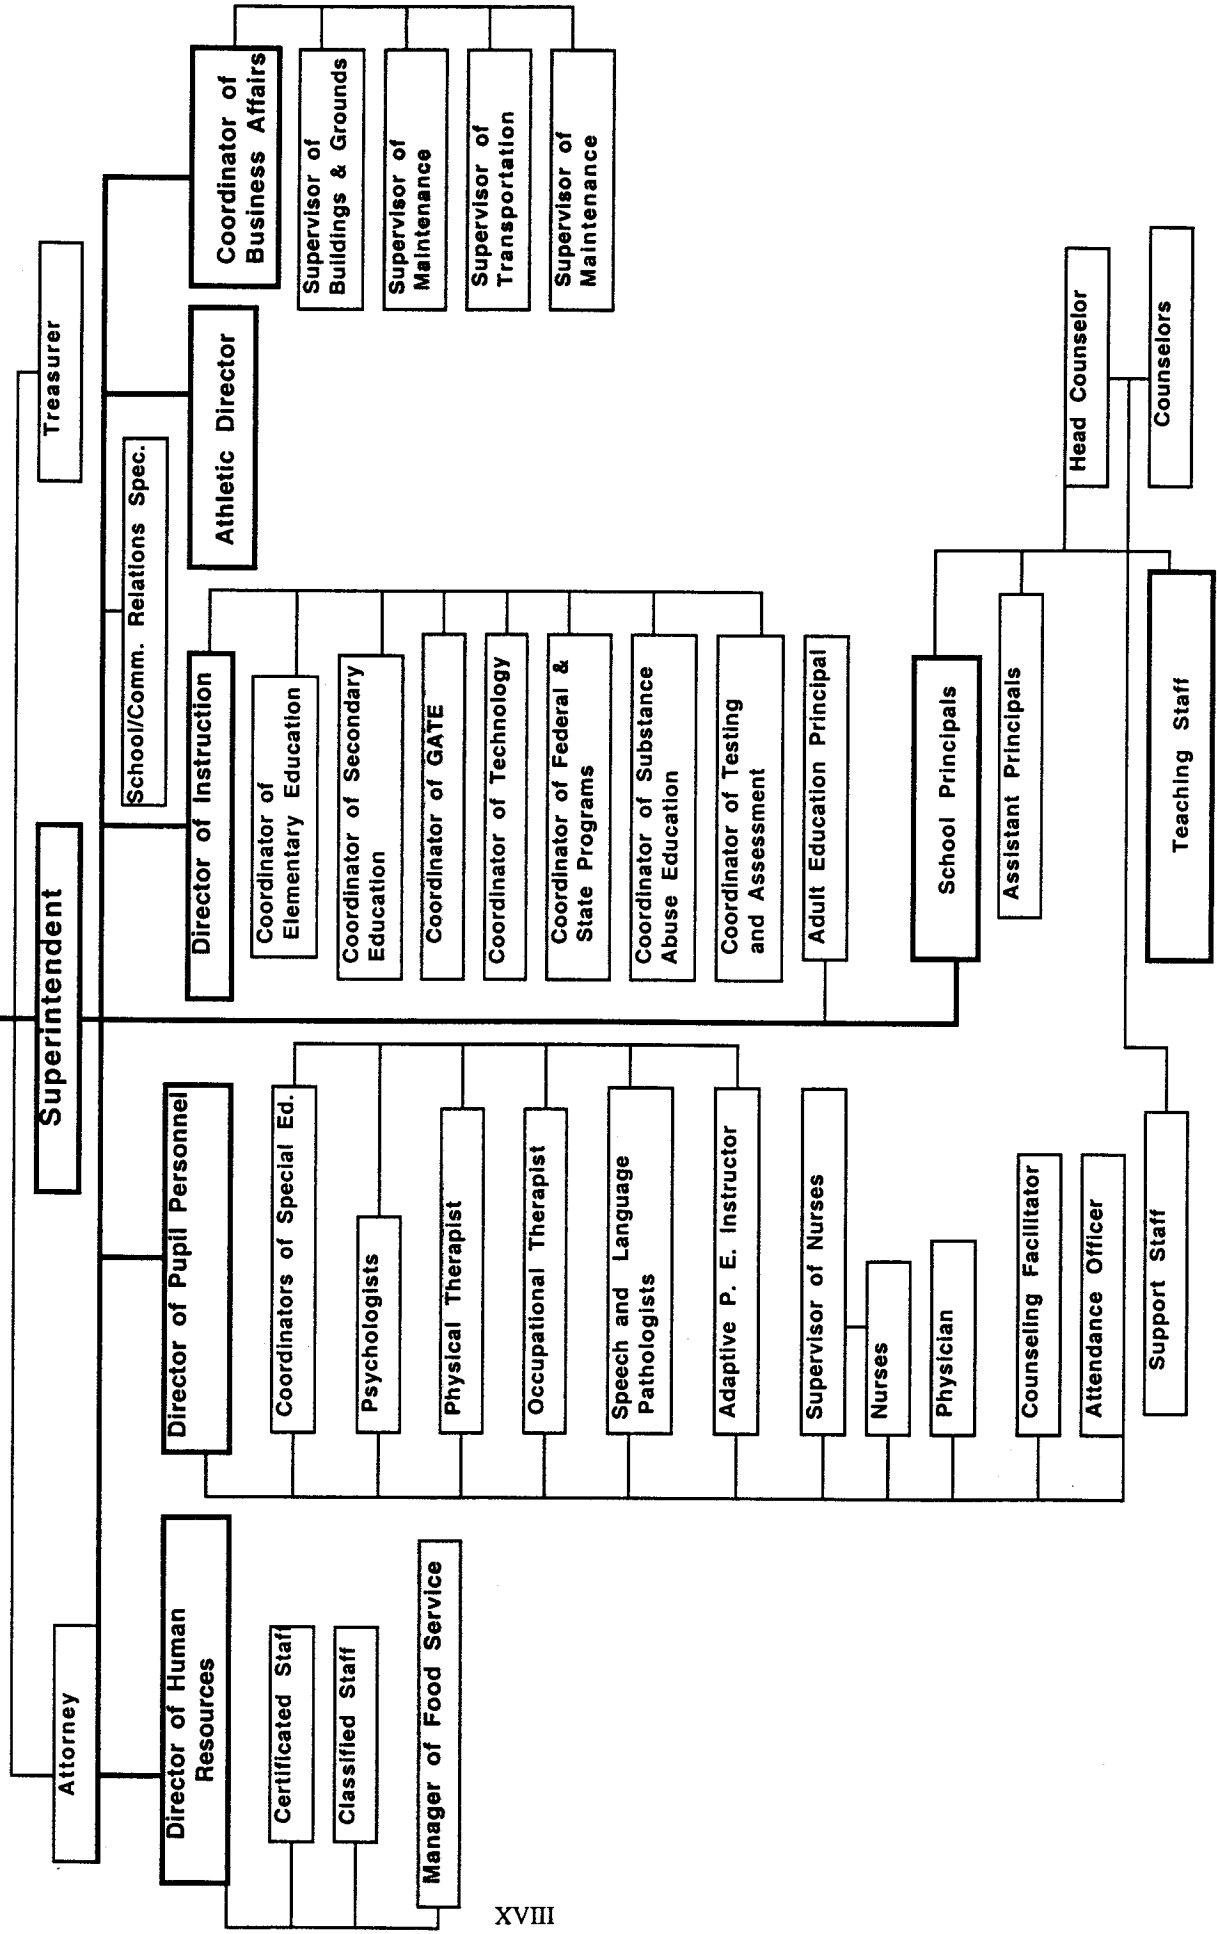 Attorney
Superintendent
Treasurer
School/Comm. Relations Spec.
Director of Human
Resources
Certificated Staff
Classified Staff
Manager of Food Service
Director of Pupil Personnel
Coordinators of Special Ed.
Psychologists
Physical Therapist
Occupational Therapist
Speech and Language
Pathologists
Adaptive P. E. Instructor
Supervisor of Nurses
Nurses
Physician
Counseling Facilitator
Attendance Officer
Support Staff
Director of Instruction
Coordinator of
Elementary Education
Coordinator of Secondary
Education
Coordinator of GATE
Coordinator of Technology
Coordinator of Federal &
State Programs
Coordinator of Substance
Abuse Education
Coordinator of Testing
and Assessment
Adult Education Principal
School Principals
Assistant Principals
Teaching Staff
Athletic Director
Coordinator of
Business Affairs
Supervisor of
Buildings & Grounds
Supervisor of
Maintenance
Supervisor of
Transportation
Supervisor of
Maintenance
Head Counselor
Counselors
XVIII